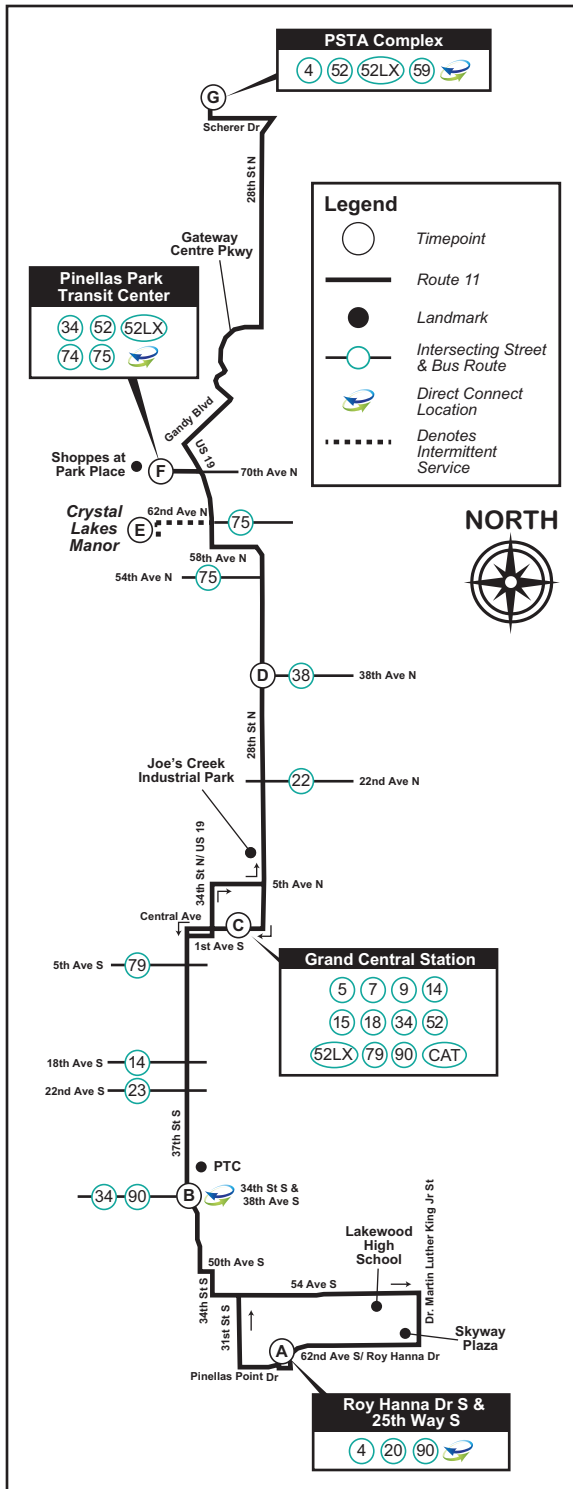 PSTA Complex
4 52 52LX 59
G
Scherer Dr
28th St N
Legend
Timepoint
Route 11
Landmark
Intersecting Street
& Bus Route
Direct Connect
Location
Denotes
Intermittent
Service
Gateway
Centre Pkwy
Pinellas Park
Transit Center
34 52 52LX
74 75
Gandy Blvd
US 19
Shoppes at
Park Place
F
70th Ave N
62nd Ave N
Crystal
Lakes
Manor
E
75
NORTH
58th Ave N
54th Ave N
75
D
38
38th Ave N
28th St N
Joe's Creek
Industrial Park
22
22nd Ave N
34th St N/ US 19
5th Ave N
Central Ave
C
1st Ave S
5th Ave S
79
Grand Central Station
5 7 9 14
15 18 34 52
52LX 79 90 CAT
18th Ave S
14
22nd Ave S
23
37th St S
PTC
34 90
B
34th St S &
38th Ave S
50th Ave S
34th St S
31st St S
54 Ave S
Lakewood
High
School
Dr. Martin Luther King Jr St
Skyway
Plaza
A
62nd Ave S/ Roy Hanna Dr
Pinellas Point Dr
Roy Hanna Dr S &
25th Way S
4 20 90